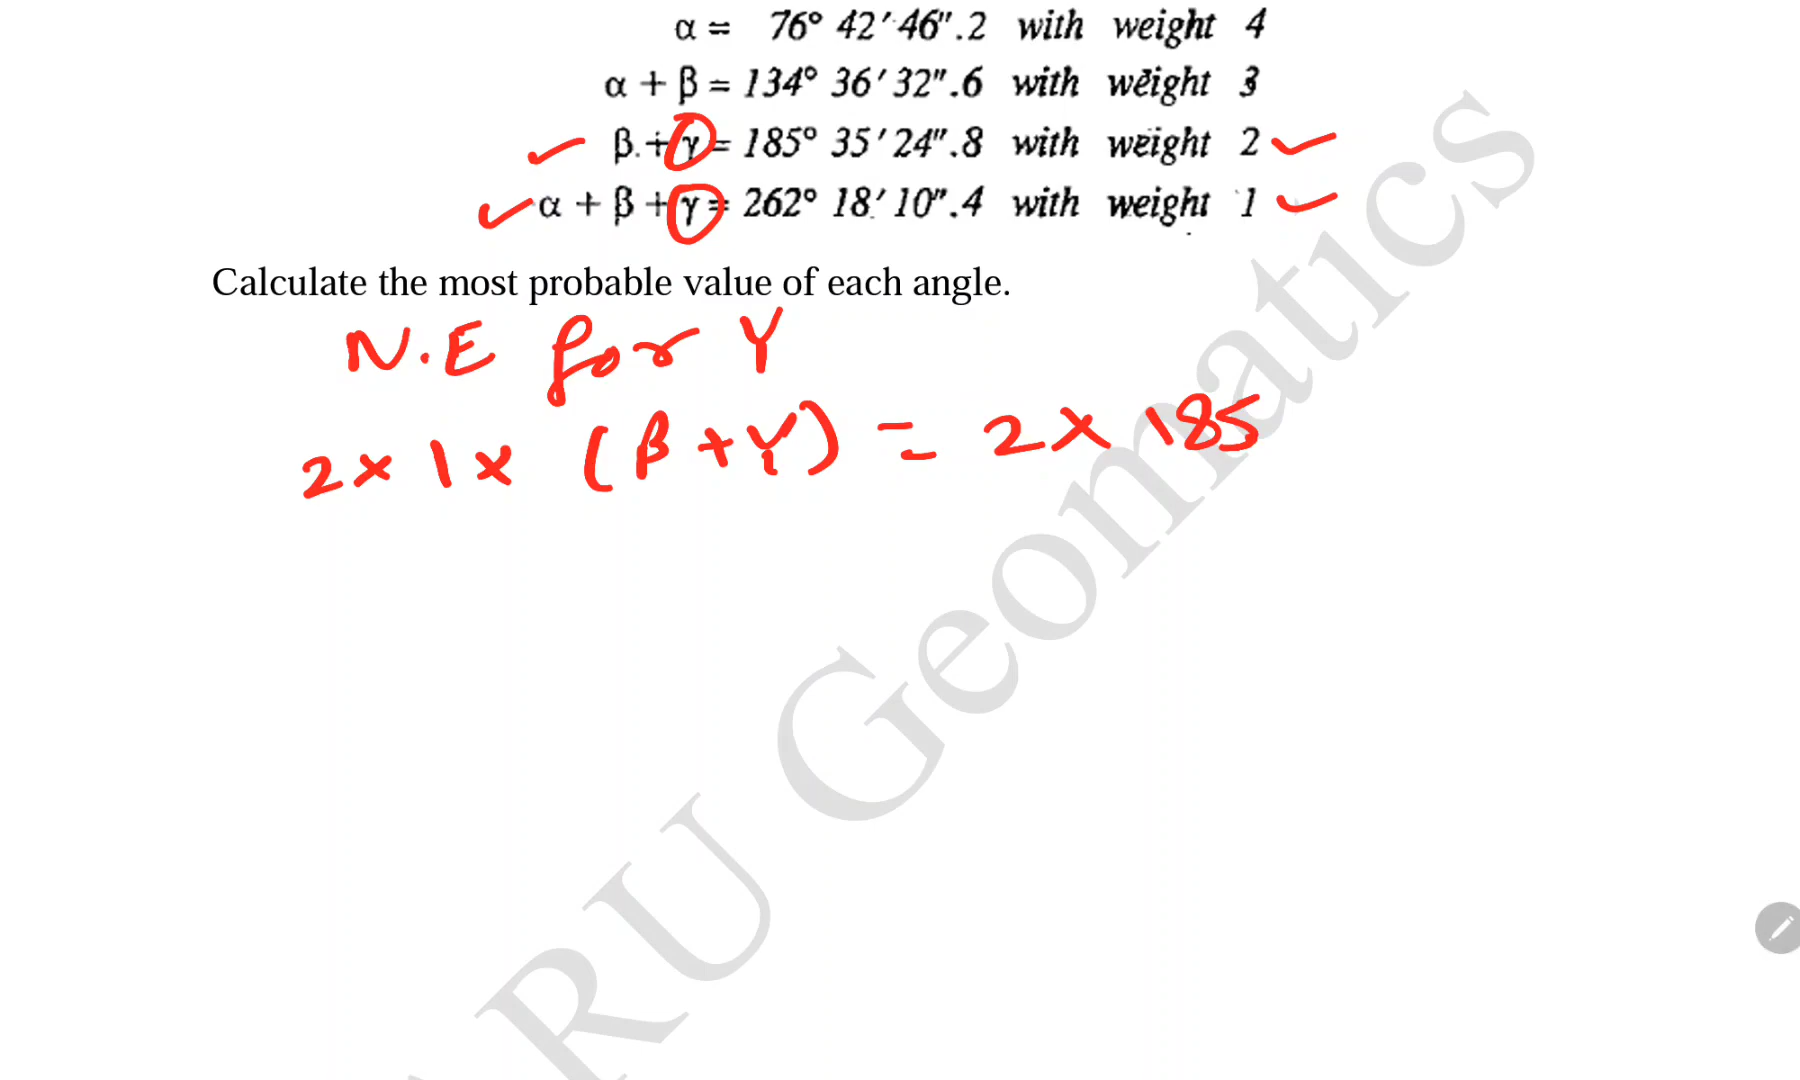 α = 76° 42′ 46″.2 with weight 4
α + β = 134° 36′ 32″.6 with weight 3
β + γ = 185° 35′ 24″.8 with weight 2
α + β + γ = 262° 18′ 10″.4 with weight 1
Calculate the most probable value of each angle.
N.E for γ
2 × 1 × (β + γ) = 2 × 185
RU Geomatics